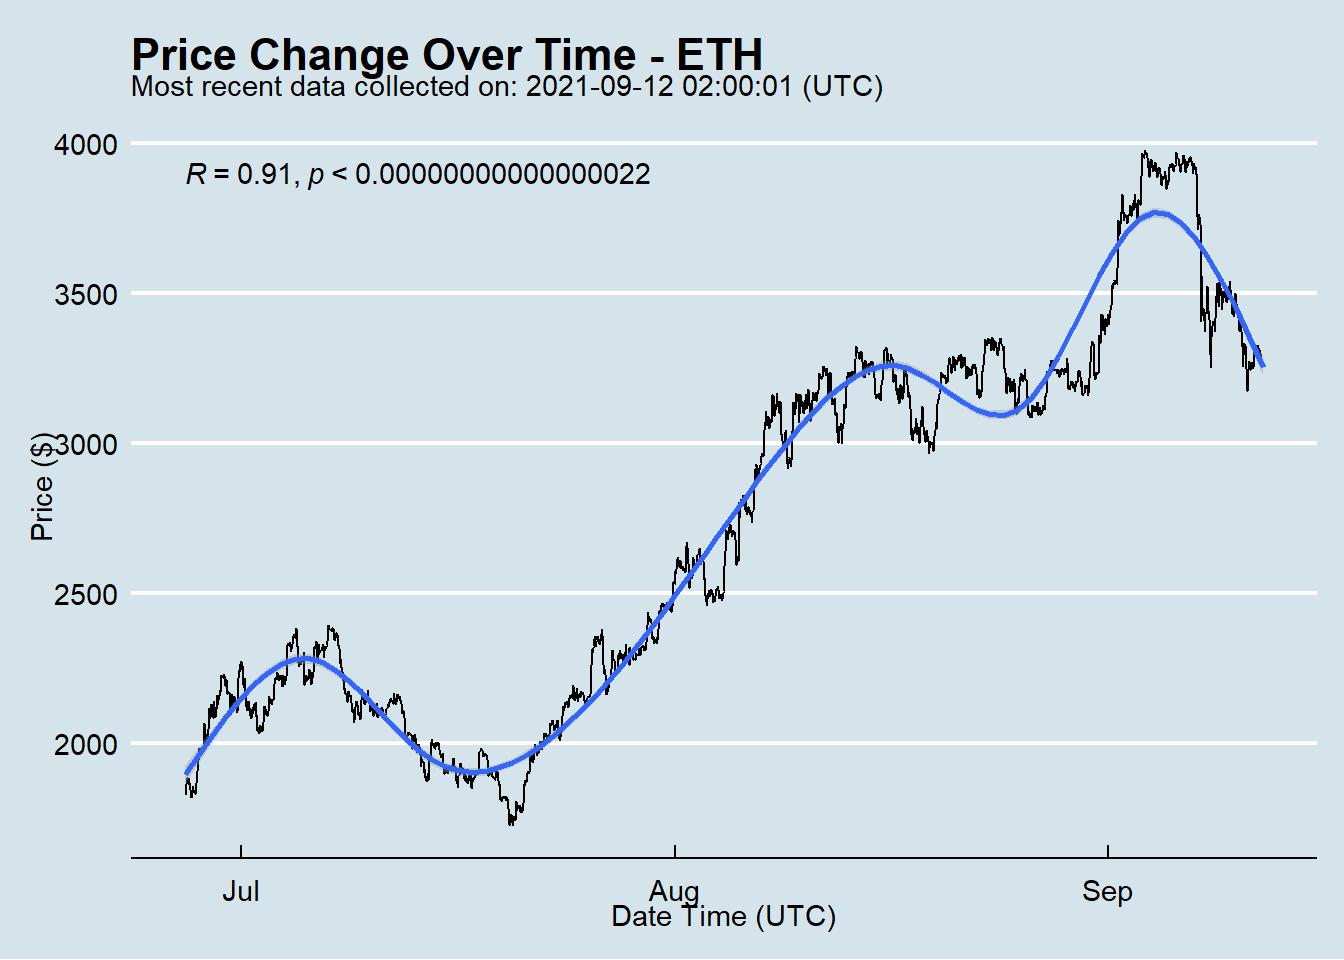 Price Change Over Time - ETH
Most recent data collected on: 2021-09-12 02:00:01 (UTC)
R = 0.91, p < 0.00000000000000022
4000
3500
3000
2500
2000
Price ($)
Jul
Aug
Sep
Date Time (UTC)